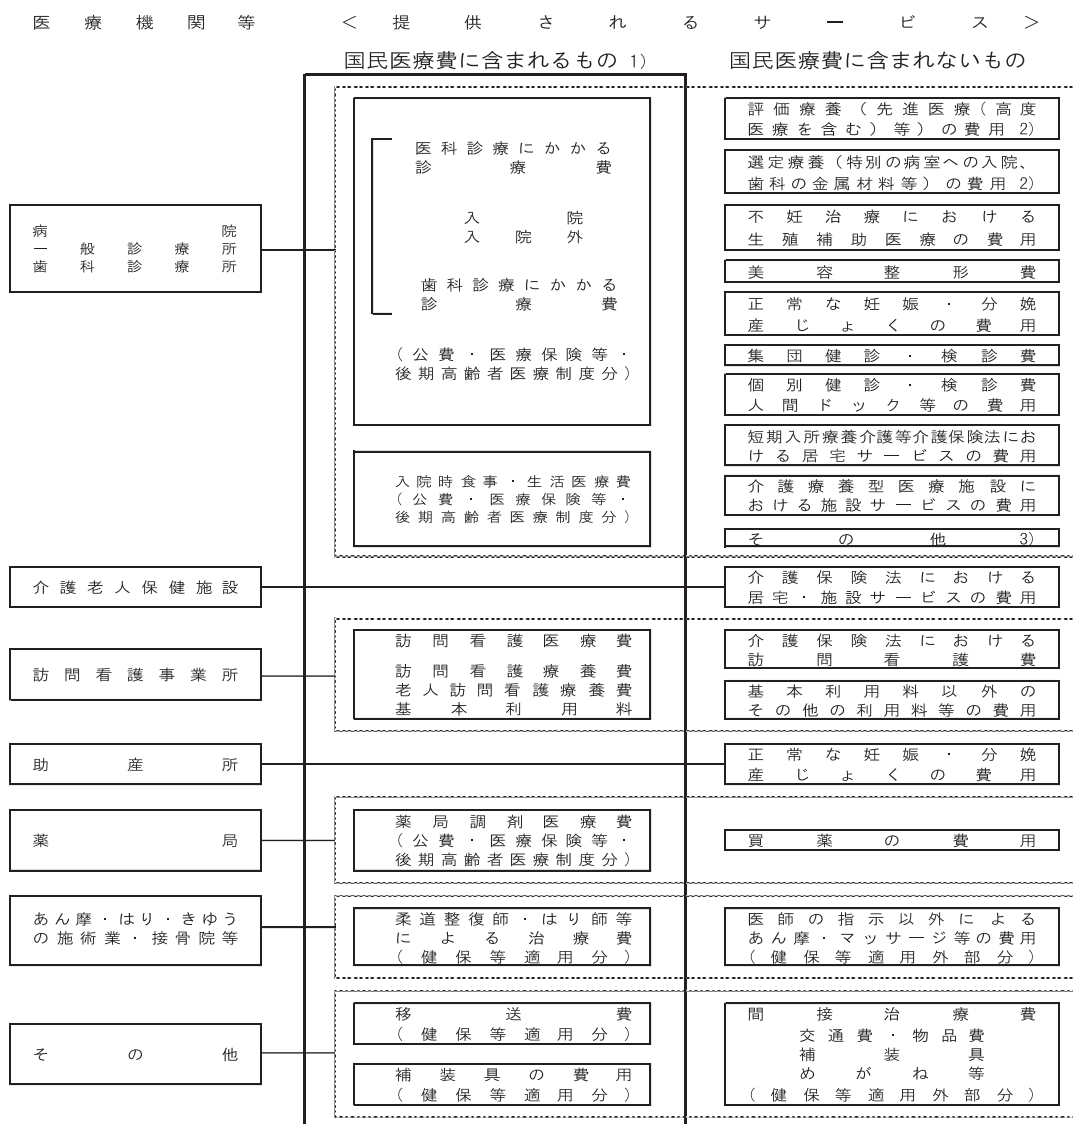 医療機関等 <提供されるサービス>
国民医療費に含まれるもの 1) 国民医療費に含まれないもの
病院
一般診療所
歯科診療所
医科診療にかかる
診療費
入院
入院外
歯科診療にかかる
診療費
(公費・医療保険等・
後期高齢者医療制度分)
入院時食事・生活医療費
(公費・医療保険等・
後期高齢者医療制度分)
評価療養(先進医療(高度
医療を含む)等)の費用 2)
選定療養(特別の病室への入院、
歯科の金属材料等)の費用 2)
不妊治療における
生殖補助医療の費用
美容整形費
正常な妊娠・分娩
産じょくの費用
集団健診・検診費
個別健診・検診費
人間ドック等の費用
短期入所療養介護等介護保険法にお
ける居宅サービスの費用
介護療養型医療施設に
おける施設サービスの費用
その他 3)
介護老人保健施設
介護保険法における
居宅・施設サービスの費用
訪問看護事業所
訪問看護医療費
訪問看護療養費
老人訪問看護療養費
基本利用料
介護保険法における
訪問看護費
基本利用料以外の
その他の利用料等の費用
助産所
正常な妊娠・分娩
産じょくの費用
薬局
薬局調剤医療費
(公費・医療保険等・
後期高齢者医療制度分)
買薬の費用
あん摩・はり・きゆう
の施術業・接骨院等
柔道整復師・はり師等
による治療費
(健保等適用分)
医師の指示以外による
あん摩・マッサージ等の費用
(健保等適用外部分)
その他
移送費
(健保等適用分)
補装具の費用
(健保等適用分)
間接治療費
交通費・物品費
補装具
めがね等
(健保等適用外部分)